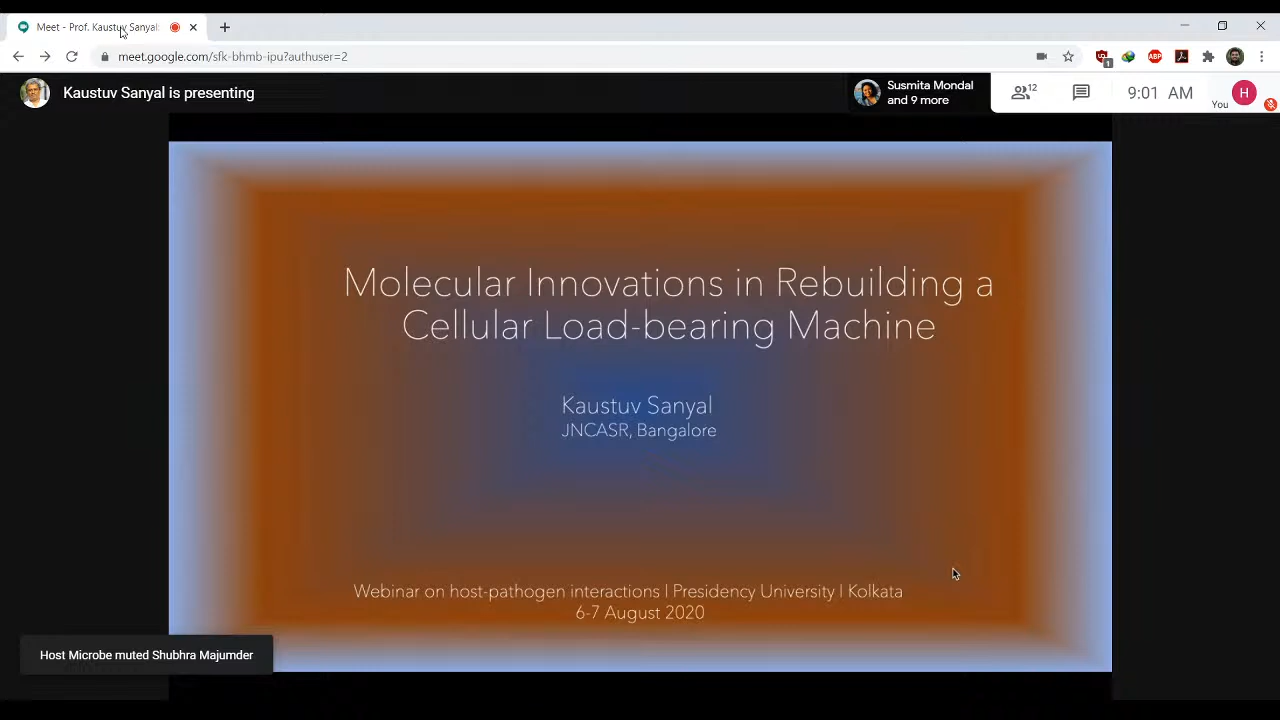 Meet - Prof. Kaustuv Sanyal:
meet.google.com/sfk-bhmb-ipu?authuser=2
1
ABP
Kaustuv Sanyal is presenting
Susmita Mondal
and 9 more
12
9:01 AM
You
H
Molecular Innovations in Rebuilding a
Cellular Load-bearing Machine
Kaustuv Sanyal
JNCASR, Bangalore
Webinar on host-pathogen interactions I Presidency University I Kolkata
6-7 August 2020
Host Microbe muted Shubhra Majumder